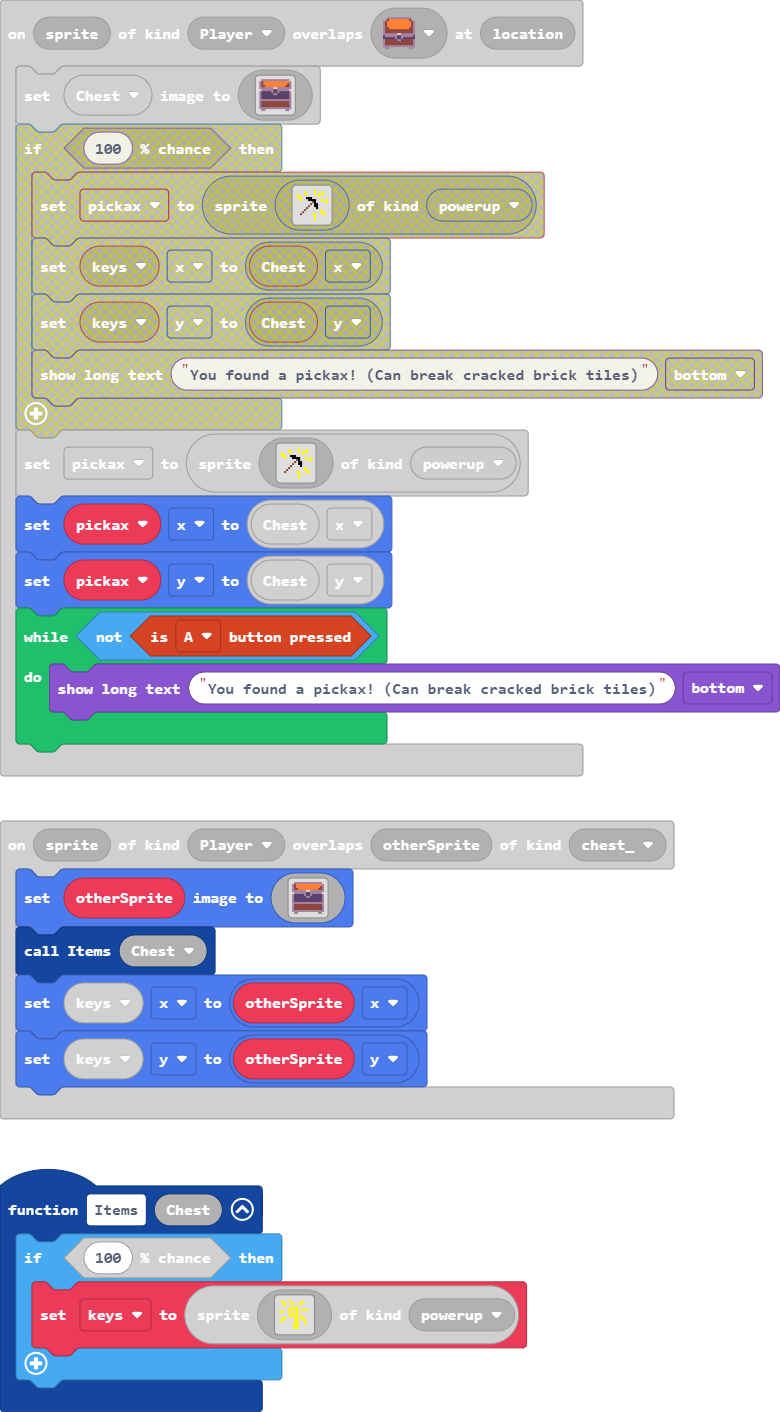 on sprite of kind Player overlaps at location
set Chest image to
if 100 % chance then
set pickax to sprite of kind powerup
set keys x to Chest x
set keys y to Chest y
show long text "You found a pickax! (Can break cracked brick tiles)" bottom
set pickax to sprite of kind powerup
set pickax x to Chest x
set pickax y to Chest y
while not is A button pressed
do show long text "You found a pickax! (Can break cracked brick tiles)" bottom
on sprite of kind Player overlaps otherSprite of kind chest_
set otherSprite image to
call Items Chest
set keys x to otherSprite x
set keys y to otherSprite y
function Items Chest
if 100 % chance then
set keys to sprite of kind powerup